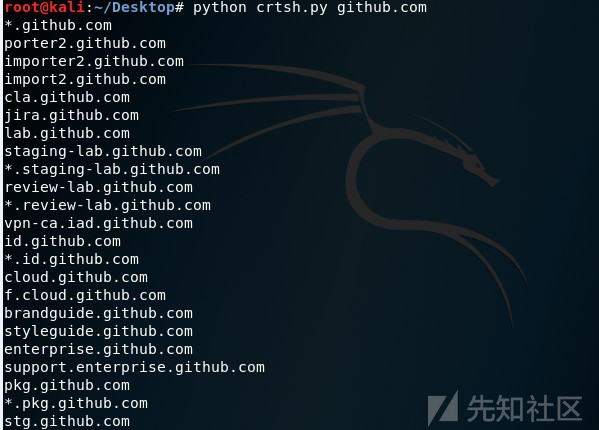 root@kali:~/Desktop# python crtsh.py github.com
*.github.com
porter2.github.com
importer2.github.com
import2.github.com
cla.github.com
jira.github.com
lab.github.com
staging-lab.github.com
*.staging-lab.github.com
review-lab.github.com
*.review-lab.github.com
vpn-ca.iad.github.com
id.github.com
*.id.github.com
cloud.github.com
f.cloud.github.com
brandguide.github.com
styleguide.github.com
enterprise.github.com
support.enterprise.github.com
pkg.github.com
*.pkg.github.com
stg.github.com
先知社区